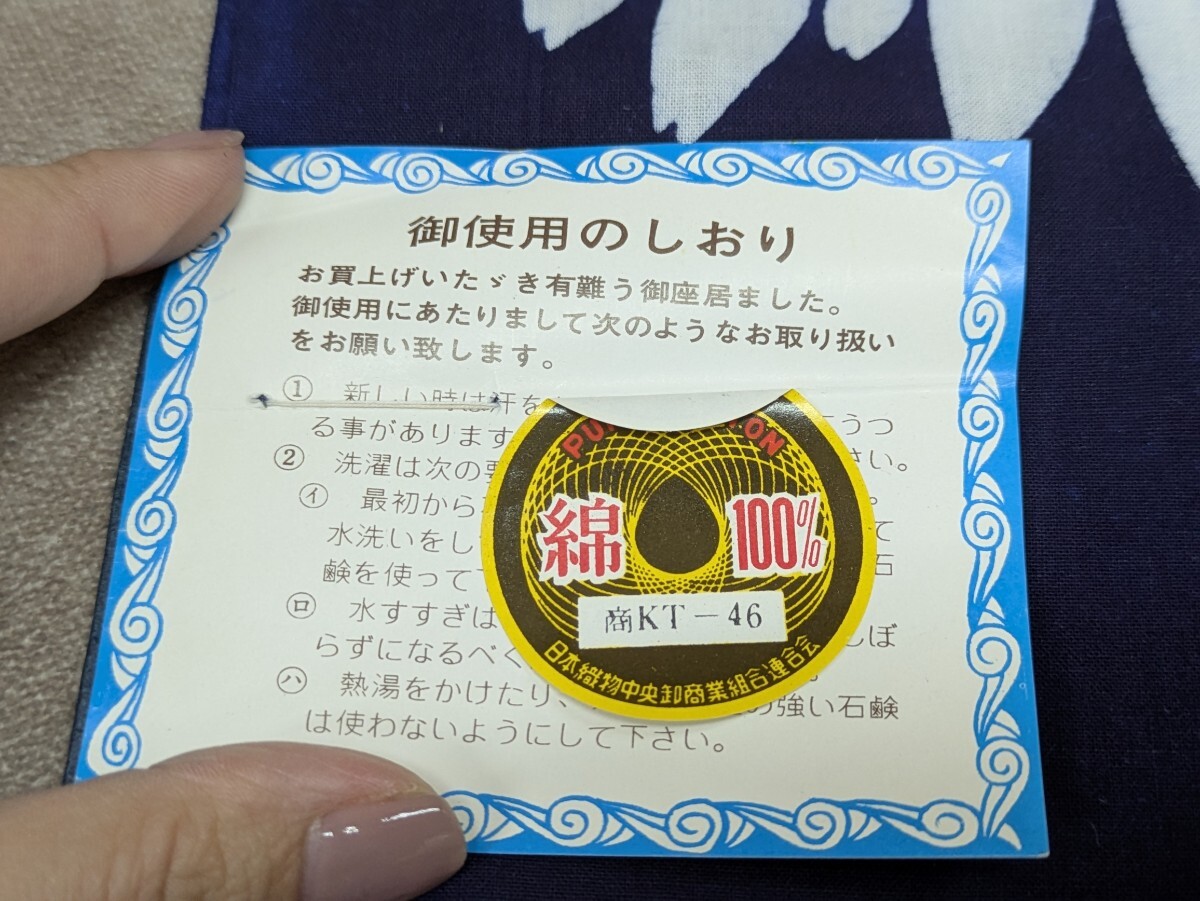 御使用のしおり
お買上げいたゞき有難う御座居ました。
御使用にあたりまして次のようなお取り扱い
をお願い致します。
① 新しい時は汗を うつ
る事があります さい。
② 洗濯は次の
㋑ 最初から 。
水洗いをし て
鹸を使って 石
㋺ 水すすぎは しぼ
らずになるべく
㋩ 熱湯をかけたり、 の強い石鹸
は使わないようにして下さい。
綿 100%
商KT-46
日本織物中央卸商業組合連合会